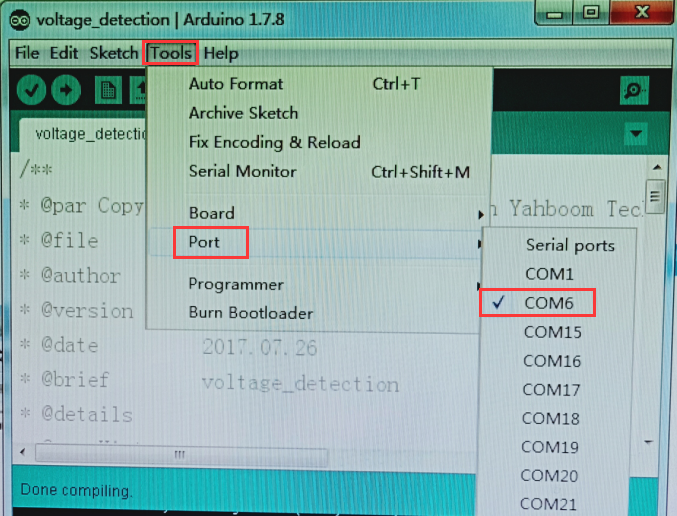 voltage_detection | Arduino 1.7.8
File Edit Sketch Tools Help
Auto Format Ctrl+T
Archive Sketch
Fix Encoding & Reload
Serial Monitor Ctrl+Shift+M
Board
Port
Programmer
Burn Bootloader
Serial ports
COM1
COM6
COM15
COM16
COM17
COM18
COM19
COM20
COM21
voltage_detectio
/**
* @par Copy Yahboom Tec
* @file
* @author
* @version
* @date 2017.07.26
* @brief voltage_detection
* @details
Done compiling.